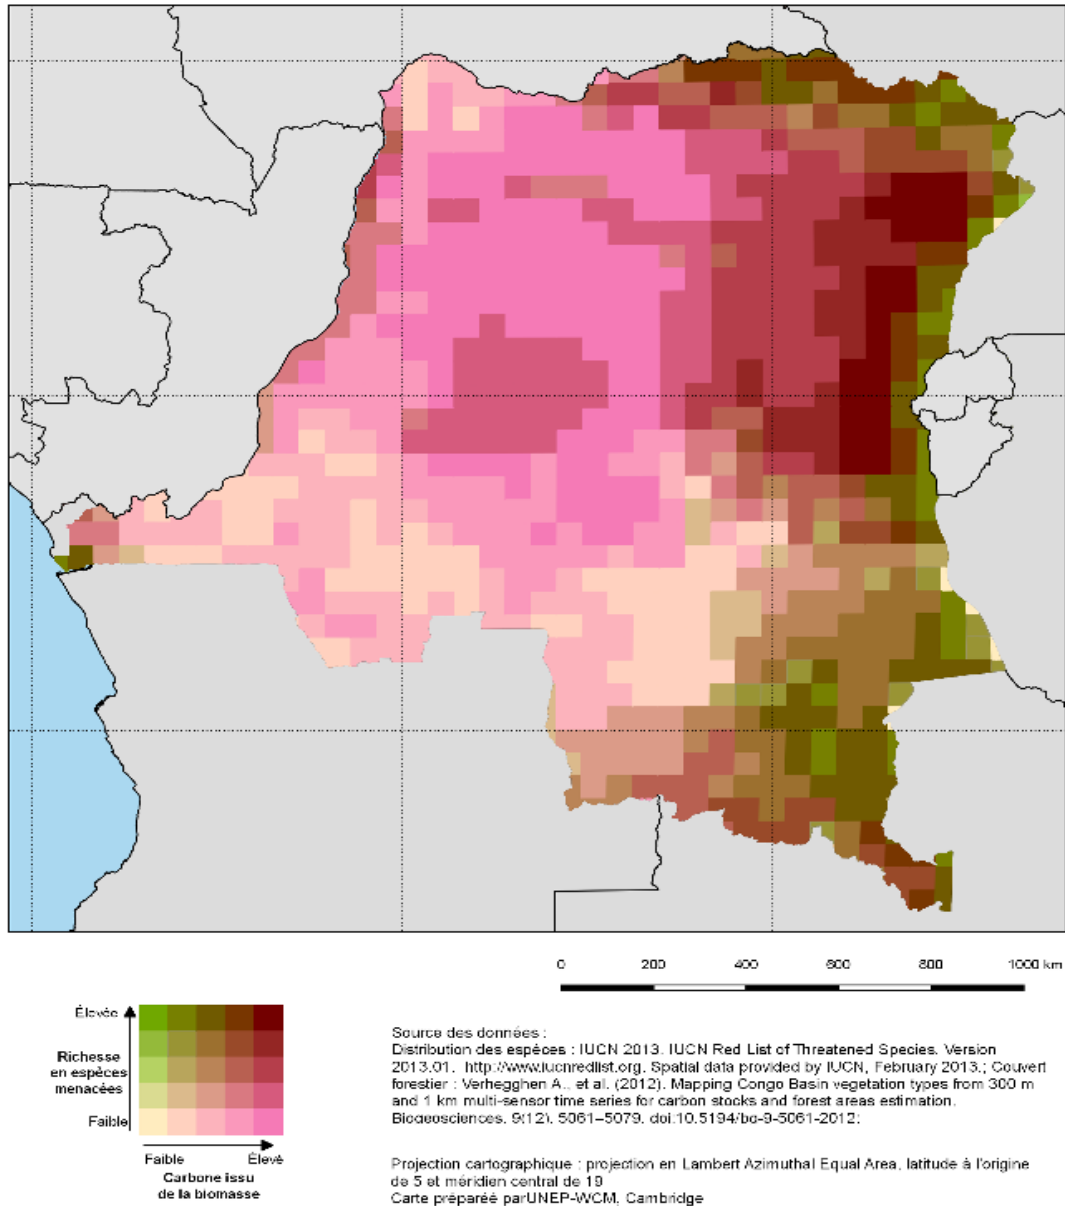 0 200 400 600 800 1000 km
Élevée
Richesse
en espèces
menacées
Faible
Faible Élevé
Carbone issu
de la biomasse
Source des données :
Distribution des espèces : IUCN 2013. IUCN Red List of Threatened Species. Version
2013.01. http://www.iucnredlist.org. Spatial data provided by IUCN, February 2013.; Couvert
forestier : Verhegghen A., et al. (2012). Mapping Congo Basin vegetation types from 300 m
and 1 km multi-sensor time series for carbon stocks and forest areas estimation.
Biogeosciences. 9(12). 5061–5079. doi:10.5194/bg-9-5061-2012:
Projection cartographique : projection en Lambert Azimuthal Equal Area, latitude à l'origine
de 5 et méridien central de 19
Carte préparéé parUNEP-WCM, Cambridge